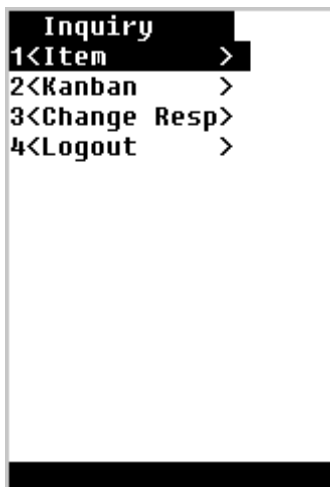 Inquiry
1<Item        >
2<Kanban      >
3<Change Resp>
4<Logout      >